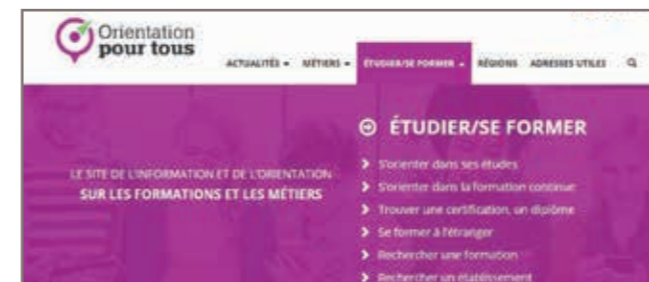 Orientation
pour tous
ACTUALITÉS MÉTIERS ÉTUDIER/SE FORMER RÉGIONS ADRESSES UTILES
LE SITE DE L'INFORMATION ET DE L'ORIENTATION
SUR LES FORMATIONS ET LES MÉTIERS
ÉTUDIER/SE FORMER
S'orienter dans ses études
S'orienter dans la formation continue
Trouver une certification, un diplôme
Se former à l'étranger
Rechercher une formation
Rechercher un établissement